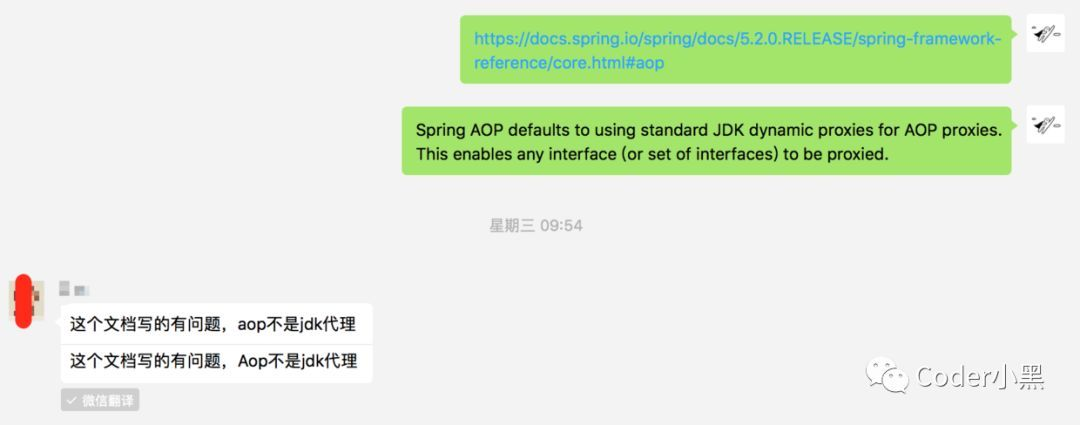 https://docs.spring.io/spring/docs/5.2.0.RELEASE/spring-framework-
reference/core.html#aop
Spring AOP defaults to using standard JDK dynamic proxies for AOP proxies.
This enables any interface (or set of interfaces) to be proxied.
星期三 09:54
这个文档写的有问题，aop不是jdk代理
这个文档写的有问题，Aop不是jdk代理
✓ 微信翻译
Coder小黑